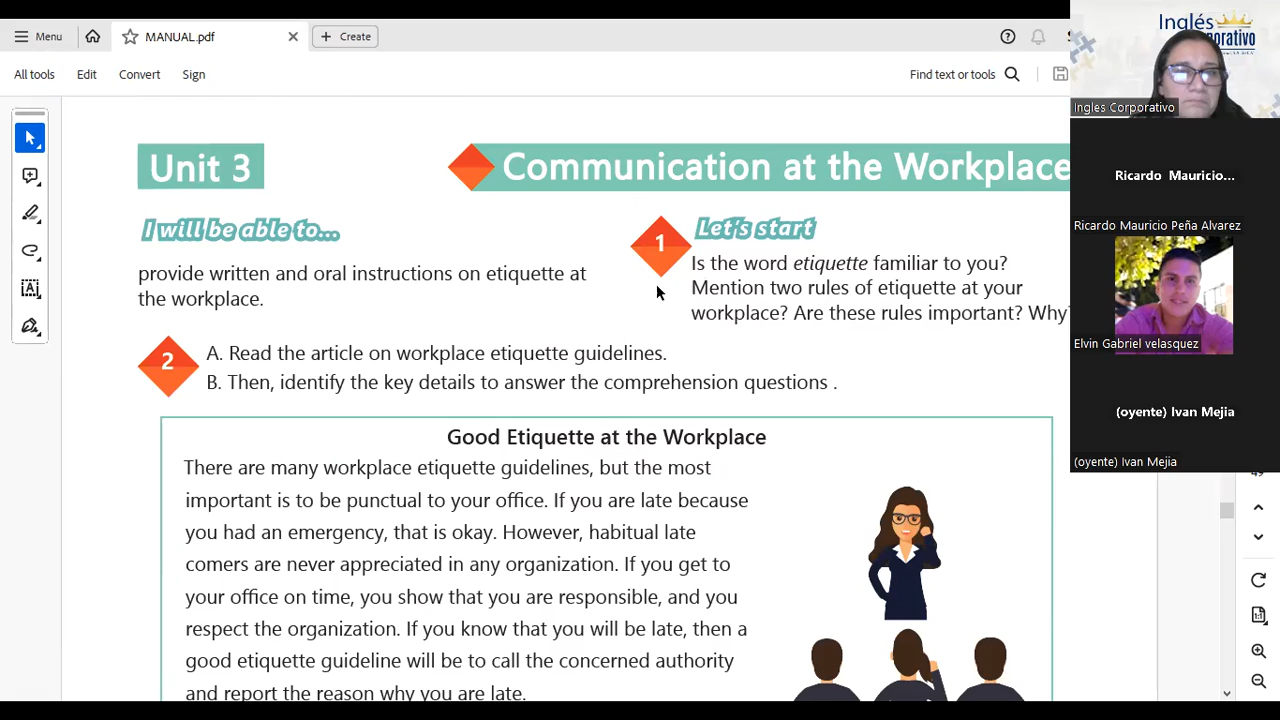 Menu
MANUAL.pdf
Create
All tools
Edit
Convert
Sign
Find text or tools
Unit 3
Communication at the Workplace
I will be able to...
provide written and oral instructions on etiquette at
the workplace.
1
Let's start
Is the word etiquette familiar to you?
Mention two rules of etiquette at your
workplace? Are these rules important? Why
2
A. Read the article on workplace etiquette guidelines.
B. Then, identify the key details to answer the comprehension questions .
Good Etiquette at the Workplace
There are many workplace etiquette guidelines, but the most
important is to be punctual to your office. If you are late because
you had an emergency, that is okay. However, habitual late
comers are never appreciated in any organization. If you get to
your office on time, you show that you are responsible, and you
respect the organization. If you know that you will be late, then a
good etiquette guideline will be to call the concerned authority
and report the reason why you are late.
Inglés
Ingles Corporativo
Ricardo Mauricio...
Ricardo Mauricio Peña Alvarez
Elvin Gabriel velasquez
(oyente) Ivan Mejia
(oyente) Ivan Mejia